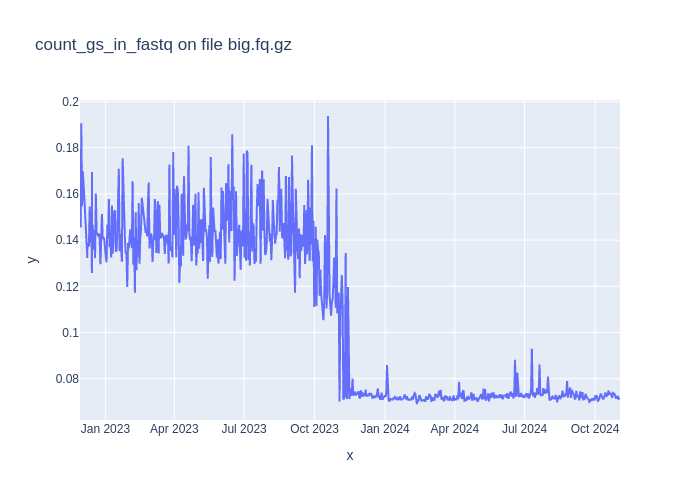 count_gs_in_fastq on file big.fq.gz
0.2
0.18
0.16
0.14
0.12
0.1
0.08
y
Jan 2023 Apr 2023 Jul 2023 Oct 2023 Jan 2024 Apr 2024 Jul 2024 Oct 2024
x